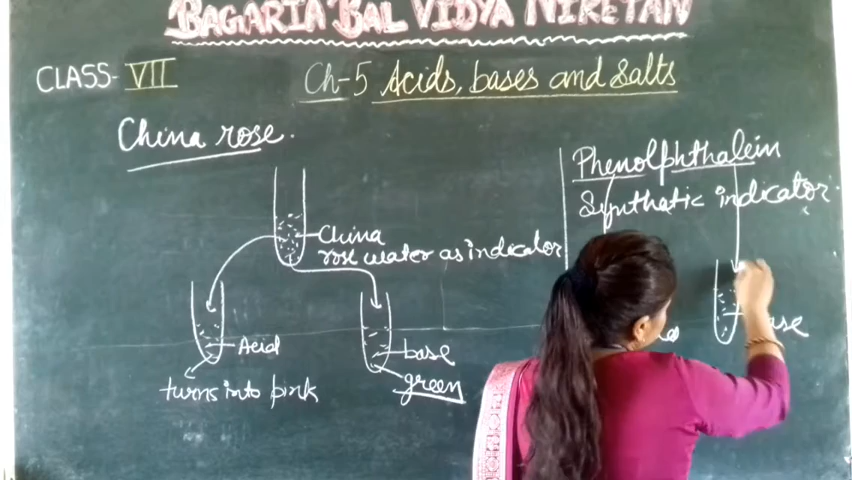 BAGARIA BAL VIDYA NIKETAN
CLASS- VII
Ch-5 Acids, bases and Salts
China rose.
China
rose water as indicator
Acid
turns into pink
base
green
Phenolphthalein
Synthetic indicator.